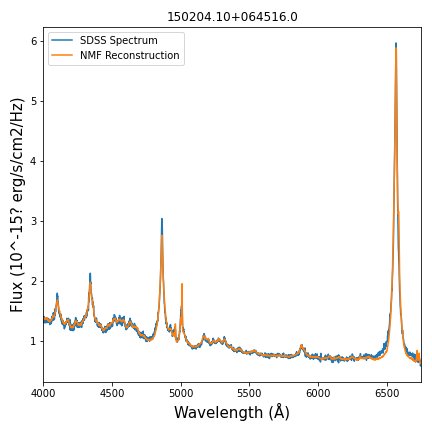 150204.10+064516.0
SDSS Spectrum
NMF Reconstruction
Flux (10^-15? erg/s/cm2/Hz)
6
5
4
3
2
1
4000 4500 5000 5500 6000 6500
Wavelength (Å)